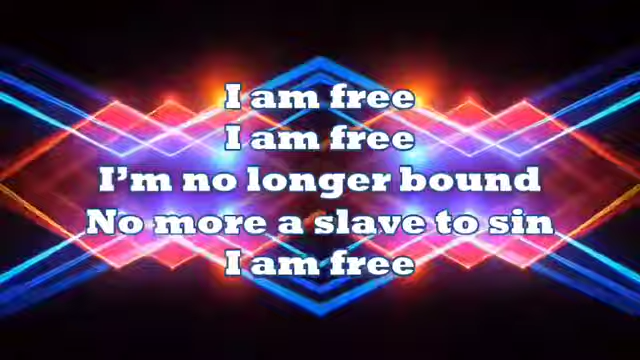 I am free
I am free
I'm no longer bound
No more a slave to sin
I am free